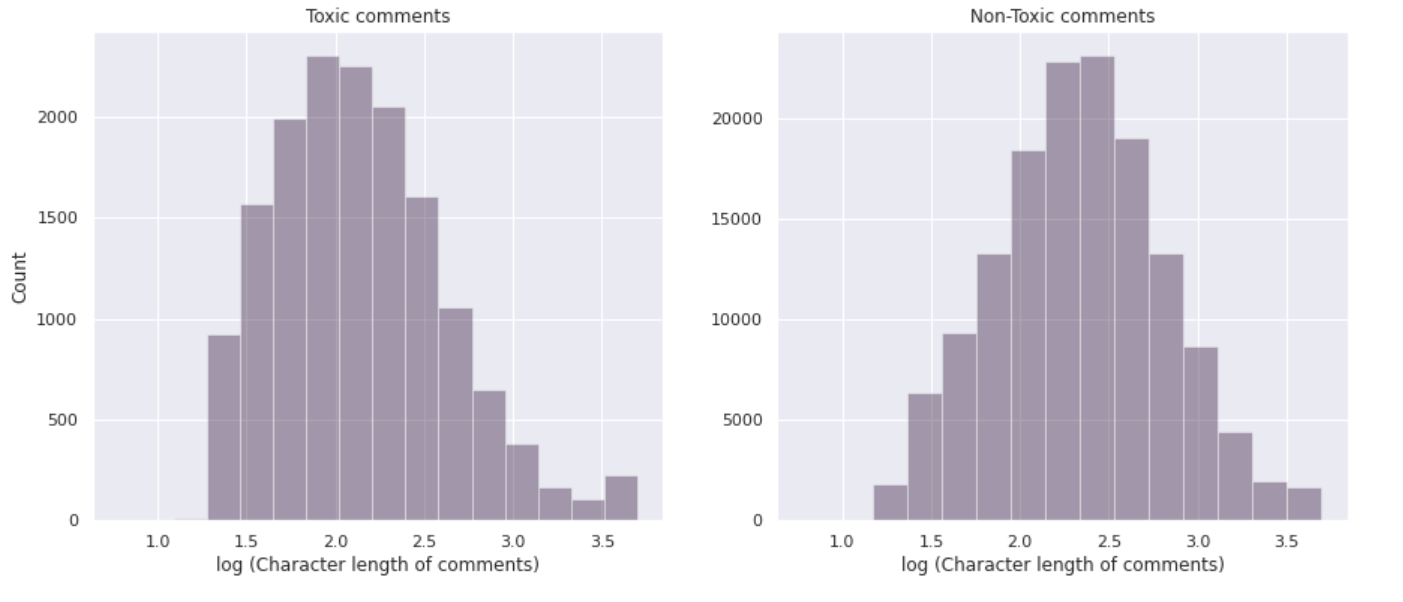 Toxic comments
Non-Toxic comments
Count
2000
1500
1000
500
0
1.0 1.5 2.0 2.5 3.0 3.5
log (Character length of comments)
20000
15000
10000
5000
0
1.0 1.5 2.0 2.5 3.0 3.5
log (Character length of comments)